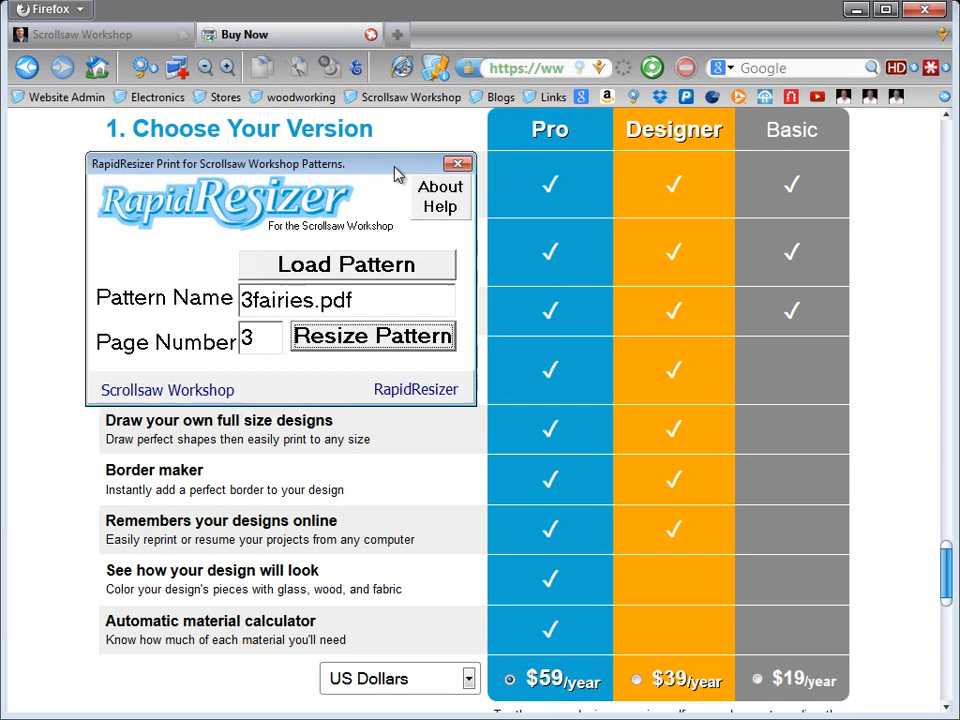 Firefox
Scrollsaw Workshop
Buy Now
https://ww
Google
HD
Website Admin
Electronics
Stores
woodworking
Scrollsaw Workshop
Blogs
Links
1. Choose Your Version
Pro
Designer
Basic
RapidResizer Print for Scrollsaw Workshop Patterns.
RapidResizer
For the Scrollsaw Workshop
About
Help
Load Pattern
Pattern Name
3fairies.pdf
Page Number
3
Resize Pattern
Scrollsaw Workshop
RapidResizer
Draw your own full size designs
Draw perfect shapes then easily print to any size
Border maker
Instantly add a perfect border to your design
Remembers your designs online
Easily reprint or resume your projects from any computer
See how your design will look
Color your design's pieces with glass, wood, and fabric
Automatic material calculator
Know how much of each material you'll need
US Dollars
$59/year
$39/year
$19/year